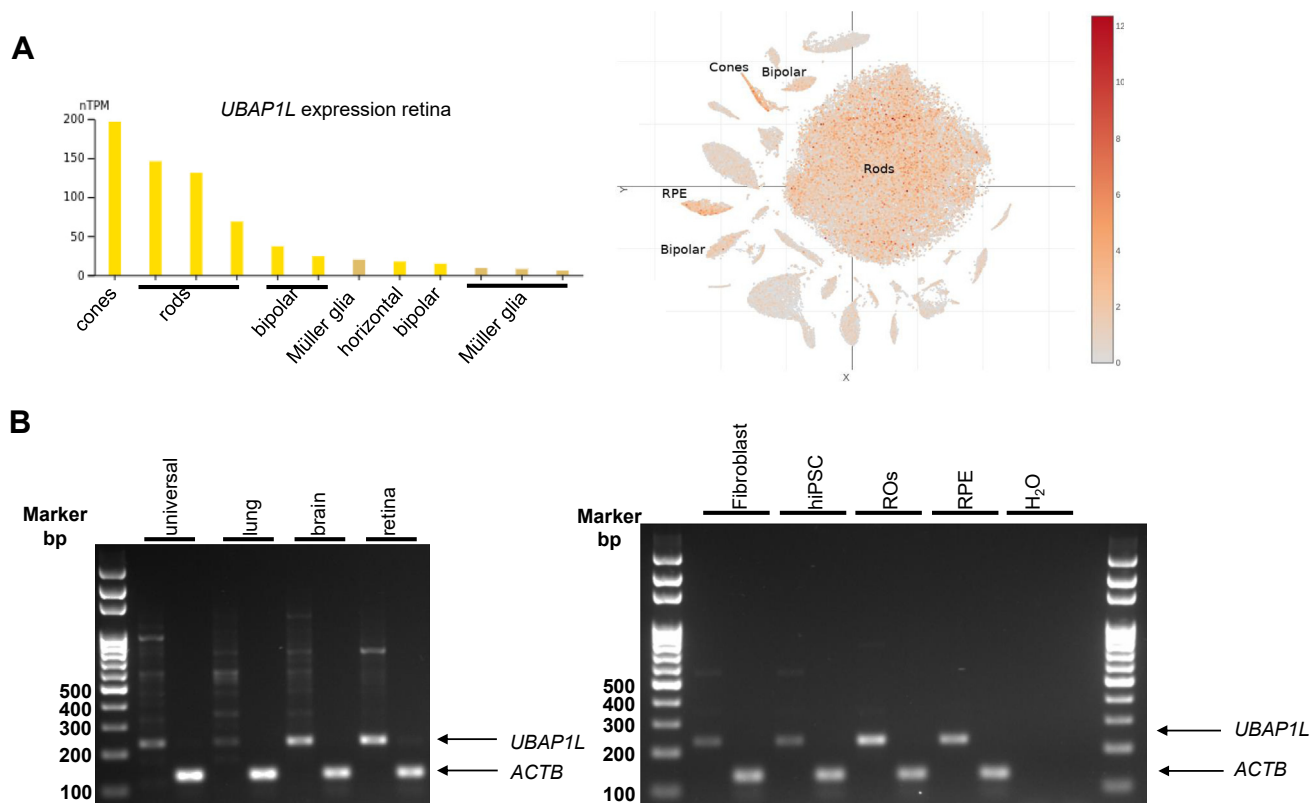 A
nTPM
UBAP1L expression retina
200
150
100
50
0
cones
rods
bipolar
Müller glia
horizontal
bipolar
Müller glia
Cones
Bipolar
Rods
RPE
Bipolar
Y
X
12
10
8
6
4
2
0
B
Marker
bp
universal
lung
brain
retina
500
400
300
200
100
UBAP1L
ACTB
Marker
bp
Fibroblast
hiPSC
ROs
RPE
H₂O
500
400
300
200
100
UBAP1L
ACTB